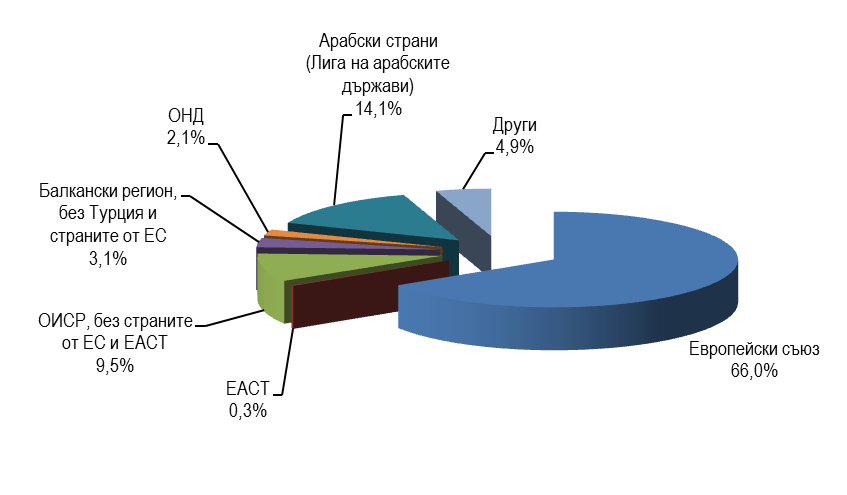 Арабски страни
(Лига на арабските
държави)
14,1%
Други
4,9%
ОНД
2,1%
Балкански регион,
без Турция и
страните от ЕС
3,1%
ОИСР, без страните
от ЕС и ЕАСТ
9,5%
ЕАСТ
0,3%
Европейски съюз
66,0%